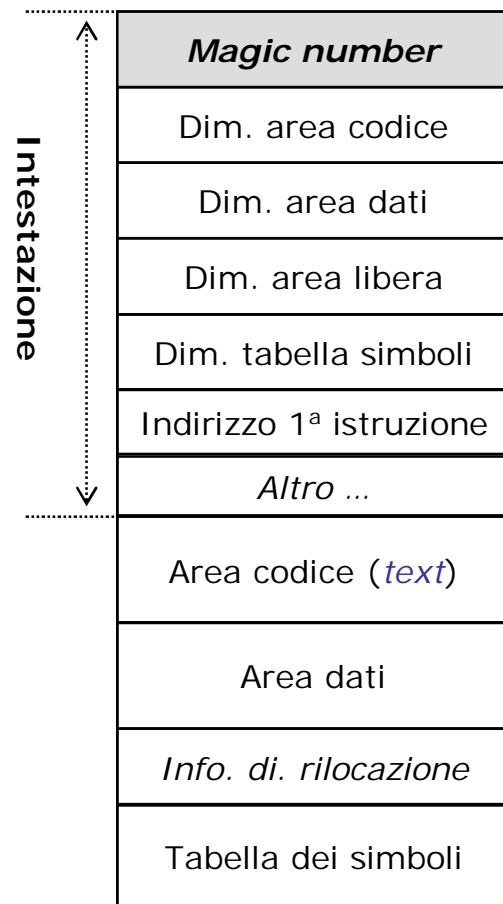 Intestazione
Magic number
Dim. area codice
Dim. area dati
Dim. area libera
Dim. tabella simboli
Indirizzo 1ª istruzione
Altro ...
Area codice (text)
Area dati
Info. di. rilocazione
Tabella dei simboli